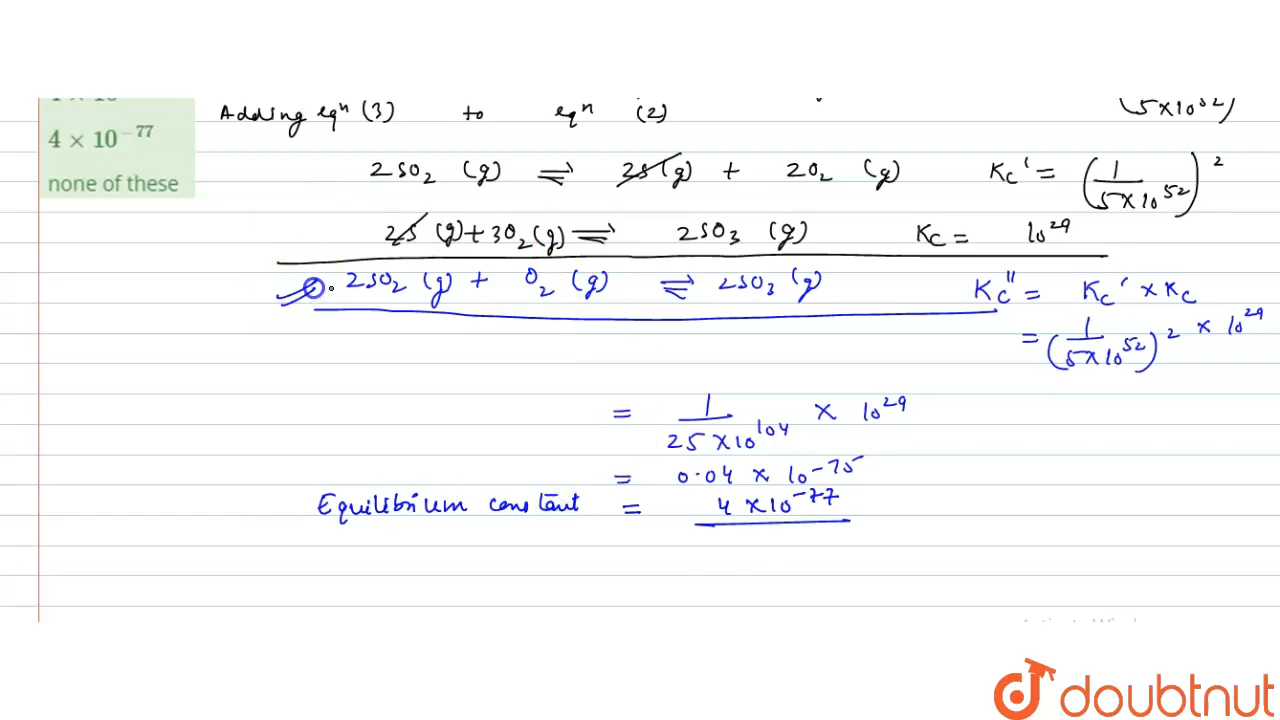 Adding eqⁿ (3) to eqⁿ (2)
(5×10⁵²)
4 × 10⁻⁷⁷
none of these
2SO₂ (g) ⇌ 2S(g) + 2O₂ (g) Kc' = (1/5×10⁵²)²
2S (g) + 3O₂(g) ⇌ 2SO₃ (g) Kc = 10²⁹
2SO₂ (g) + O₂ (g) ⇌ 2SO₃ (g) Kc'' = Kc' × Kc
= (1/5×10⁵²)² × 10²⁹
= 1/25×10¹⁰⁴ × 10²⁹
= 0.04 × 10⁻⁷⁵
Equilibrium constant = 4 × 10⁻⁷⁷
doubtnut